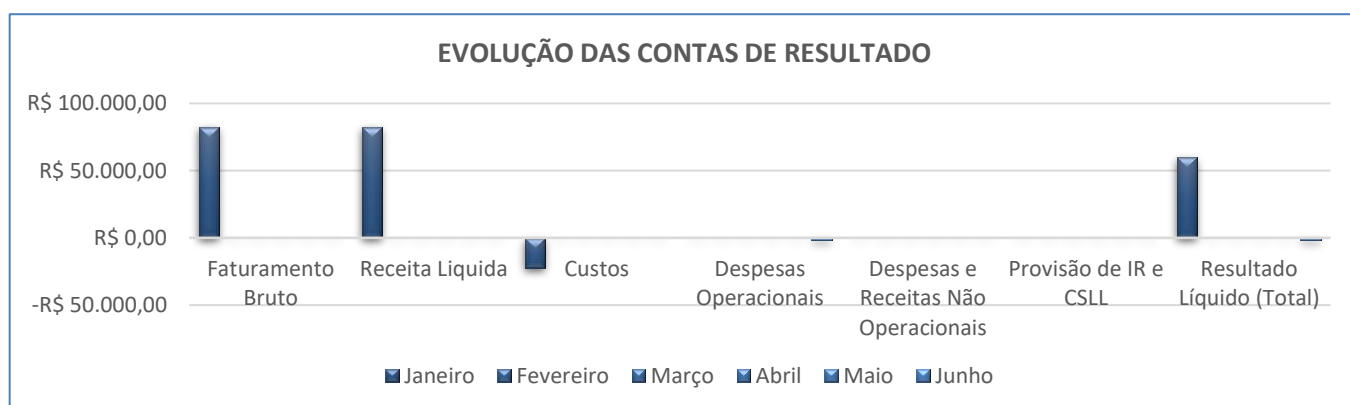 EVOLUÇÃO DAS CONTAS DE RESULTADO
R$ 100.000,00
R$ 50.000,00
R$ 0,00
-R$ 50.000,00
Faturamento
Bruto
Receita Liquida
Custos
Despesas
Operacionais
Despesas e
Receitas Não
Operacionais
Provisão de IR e
CSLL
Resultado
Líquido (Total)
Janeiro
Fevereiro
Março
Abril
Maio
Junho